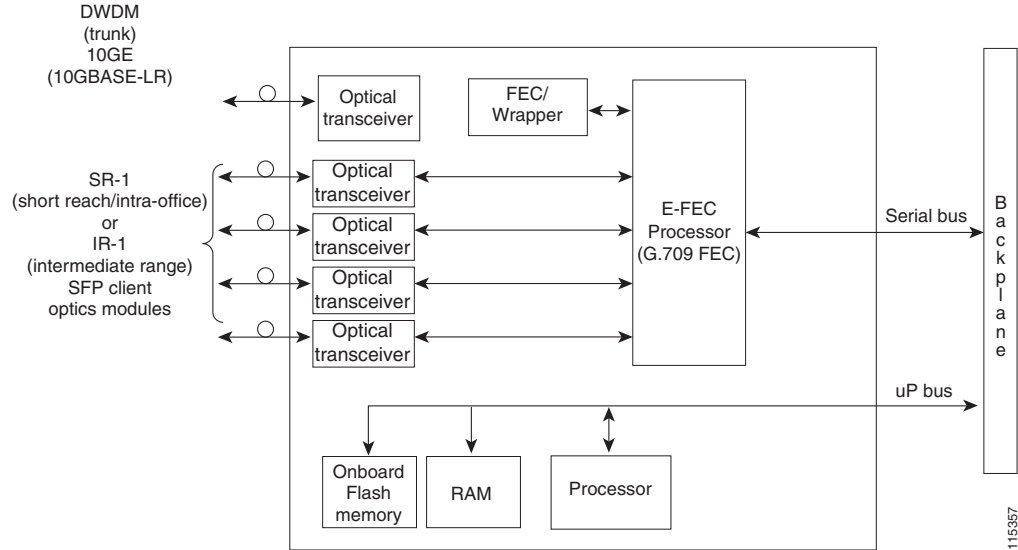 DWDM
(trunk)
10GE
(10GBASE-LR)
Optical
transceiver
FEC/
Wrapper
SR-1
(short reach/intra-office)
or
IR-1
(intermediate range)
SFP client
optics modules
Optical
transceiver
Optical
transceiver
Optical
transceiver
Optical
transceiver
E-FEC
Processor
(G.709 FEC)
Serial bus
Backplane
uP bus
Onboard
Flash
memory
RAM
Processor
115357